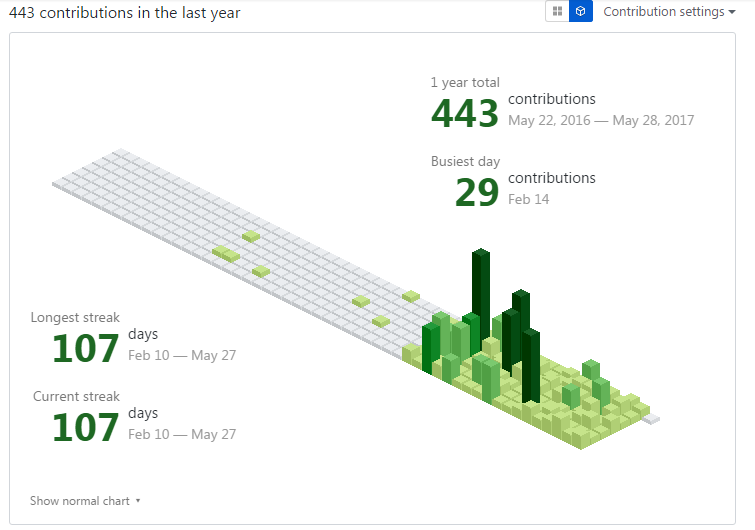 443 contributions in the last year
Contribution settings
1 year total
443 contributions
May 22, 2016 — May 28, 2017
Busiest day
29 contributions
Feb 14
Longest streak
107 days
Feb 10 — May 27
Current streak
107 days
Feb 10 — May 27
Show normal chart